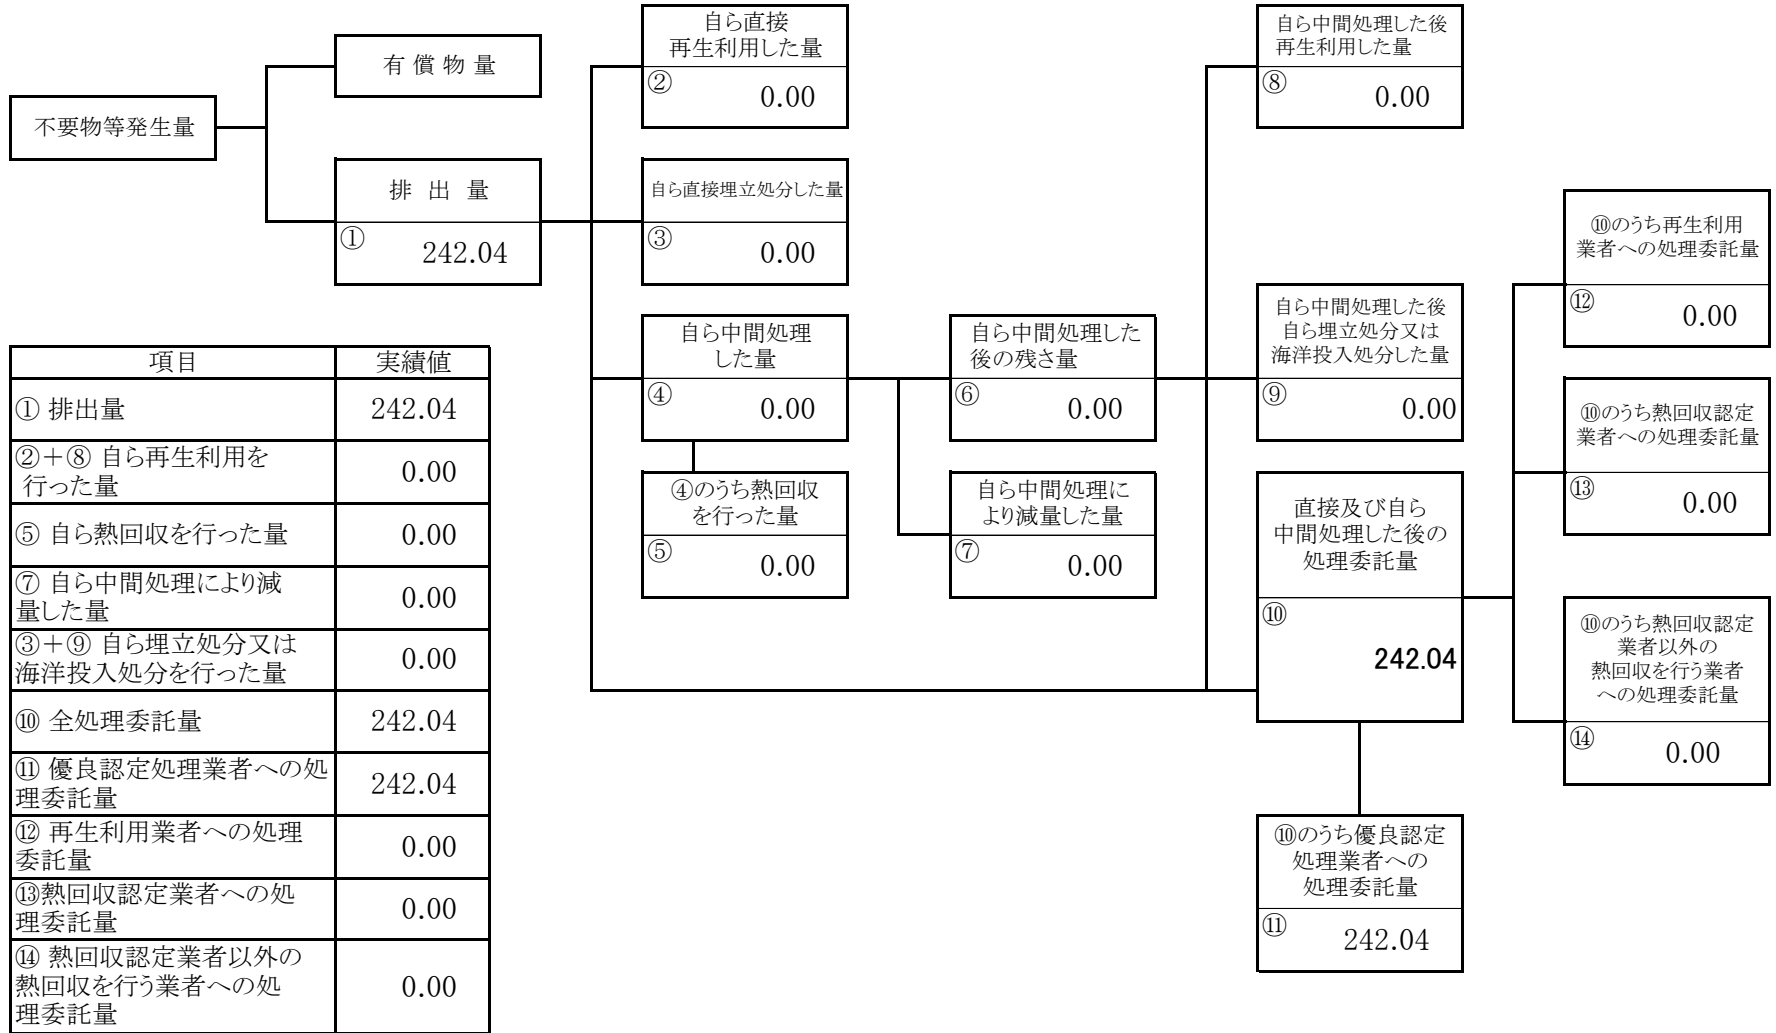 不要物等発生量
有 償 物 量
排 出 量
①
242.04
自ら直接
再生利用した量
②
0.00
自ら直接埋立処分した量
③
0.00
自ら中間処理
した量
④
0.00
④のうち熱回収
を行った量
⑤
0.00
自ら中間処理した
後の残さ量
⑥
0.00
自ら中間処理に
より減量した量
⑦
0.00
自ら中間処理した後
再生利用した量
⑧
0.00
自ら中間処理した後
自ら埋立処分又は
海洋投入処分した量
⑨
0.00
直接及び自ら
中間処理した後の
処理委託量
⑩
242.04
⑩のうち優良認定
処理業者への
処理委託量
⑪
242.04
⑩のうち再生利用
業者への処理委託量
⑫
0.00
⑩のうち熱回収認定
業者への処理委託量
⑬
0.00
⑩のうち熱回収認定
業者以外の
熱回収を行う業者
への処理委託量
⑭
0.00
項目 実績値
① 排出量 242.04
②+⑧ 自ら再生利用を
行った量 0.00
⑤ 自ら熱回収を行った量 0.00
⑦ 自ら中間処理により減
量した量 0.00
③+⑨ 自ら埋立処分又は
海洋投入処分を行った量 0.00
⑩ 全処理委託量 242.04
⑪ 優良認定処理業者への処
理委託量 242.04
⑫ 再生利用業者への処理
委託量 0.00
⑬熱回収認定業者への処
理委託量 0.00
⑭ 熱回収認定業者以外の
熱回収を行う業者への処
理委託量 0.00